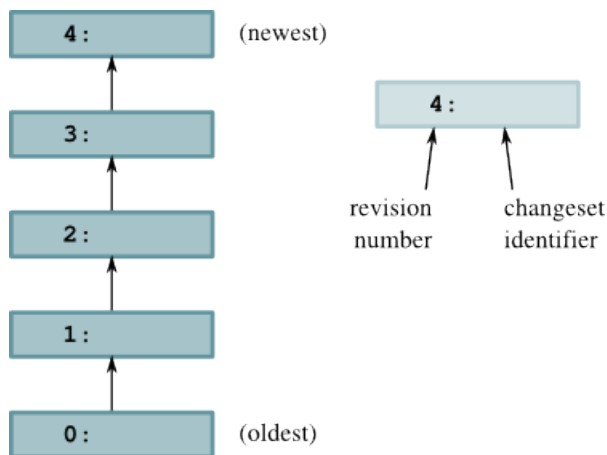 4: (newest)
3:
2:
1:
0: (oldest)
4:
revision
number
changeset
identifier